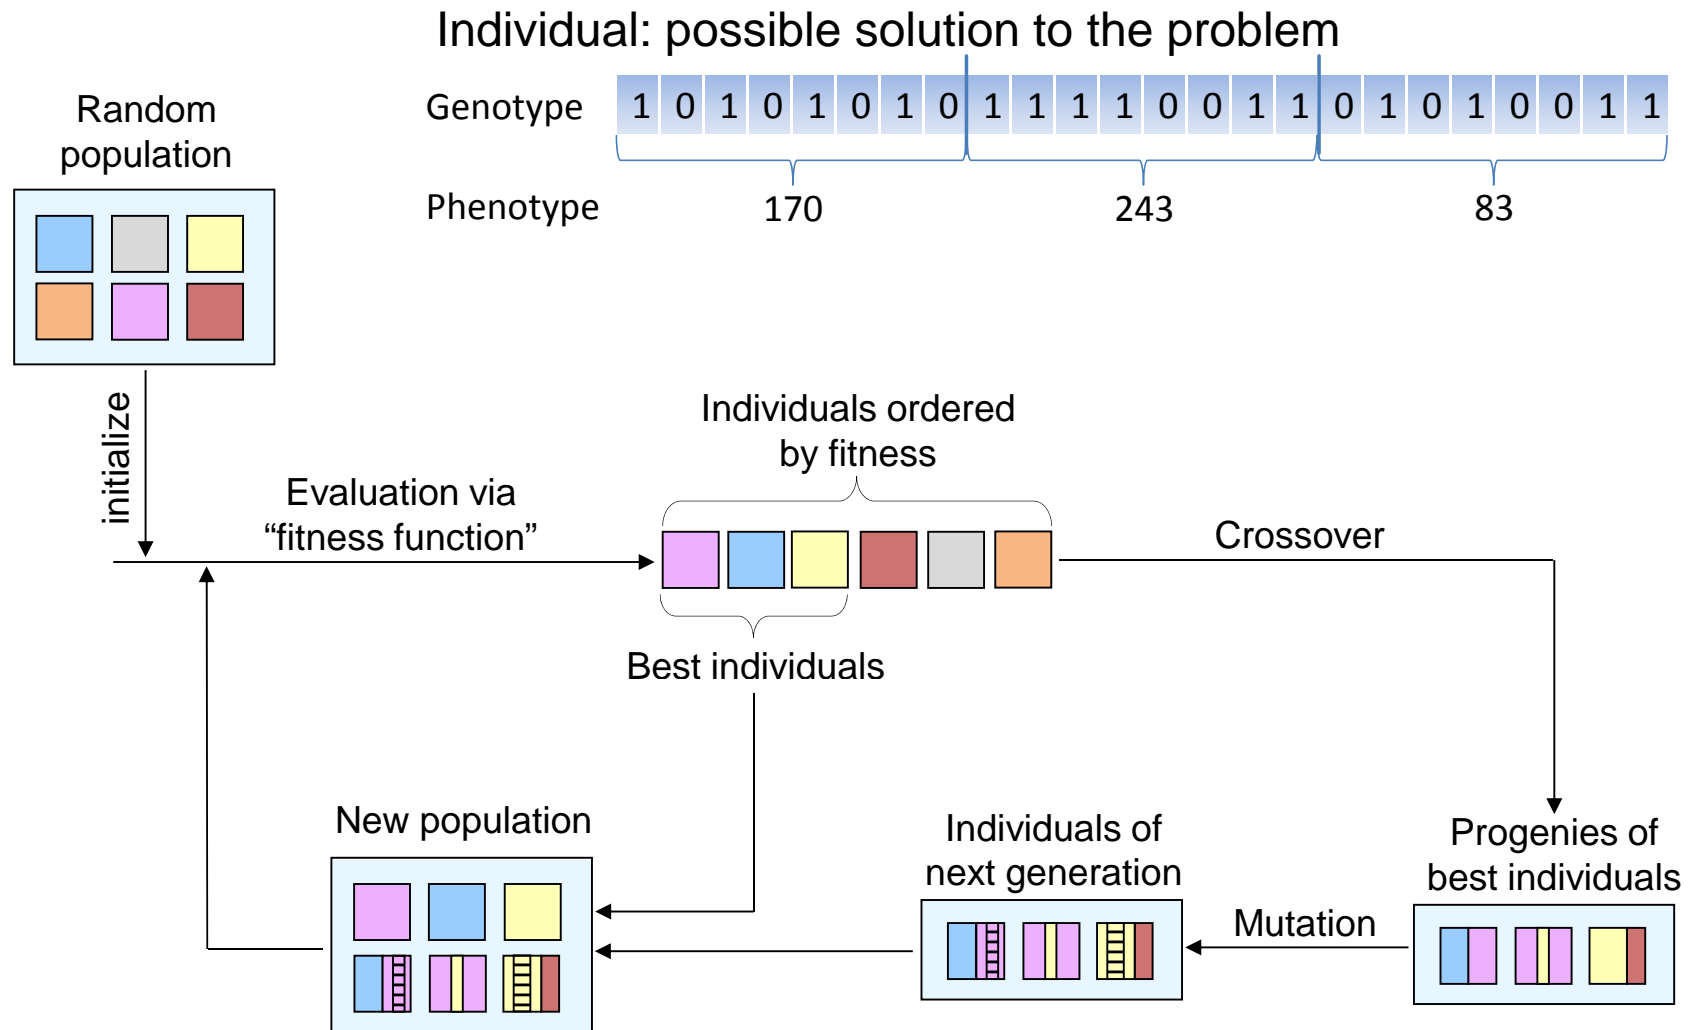 Individual: possible solution to the problem
Genotype 1 0 1 0 1 0 1 0 1 1 1 1 0 0 1 1 0 1 0 1 0 0 1 1
Phenotype 170 243 83
Random
population
initialize
Evaluation via
“fitness function”
Individuals ordered
by fitness
Crossover
Best individuals
New population
Individuals of
next generation
Mutation
Progenies of
best individuals